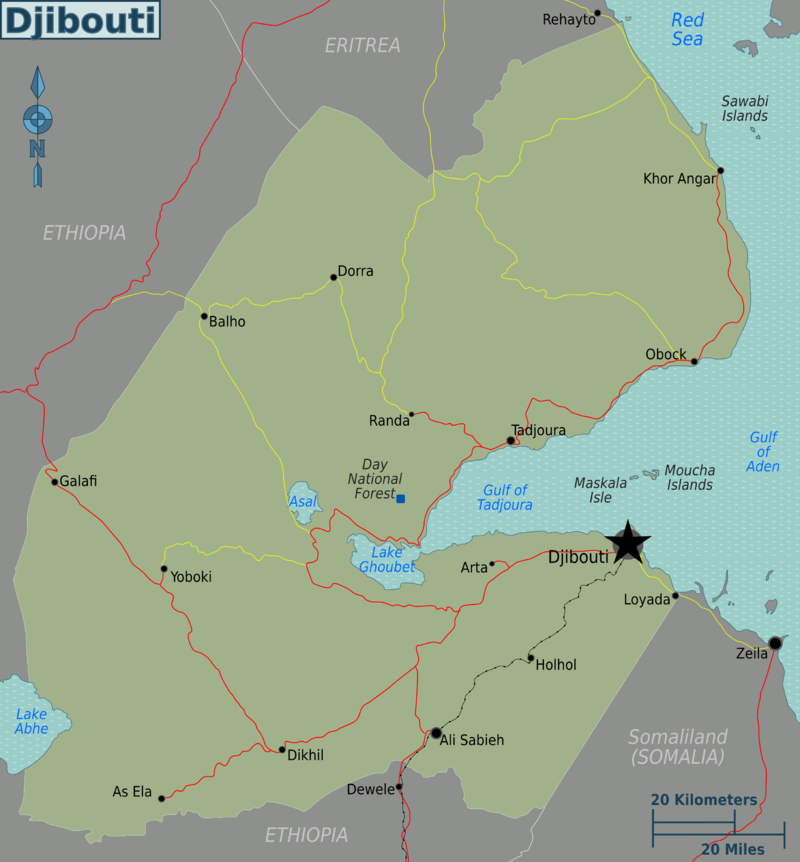 Djibouti
Rehayto
Red
Sea
ERITREA
Sawabi
Islands
N
Khor Angar
ETHIOPIA
Dorra
Balho
Obock
Randa
Tadjoura
Gulf
of
Aden
Day
National
Forest
Galafi
Asal
Gulf of
Tadjoura
Maskala
Isle
Moucha
Islands
Lake
Ghoubet
Djibouti
Arta
Yoboki
Loyada
Holhol
Zeila
Lake
Abhe
Ali Sabieh
Somaliland
(SOMALIA)
Dikhil
As Ela
Dewele
20 Kilometers
ETHIOPIA
20 Miles